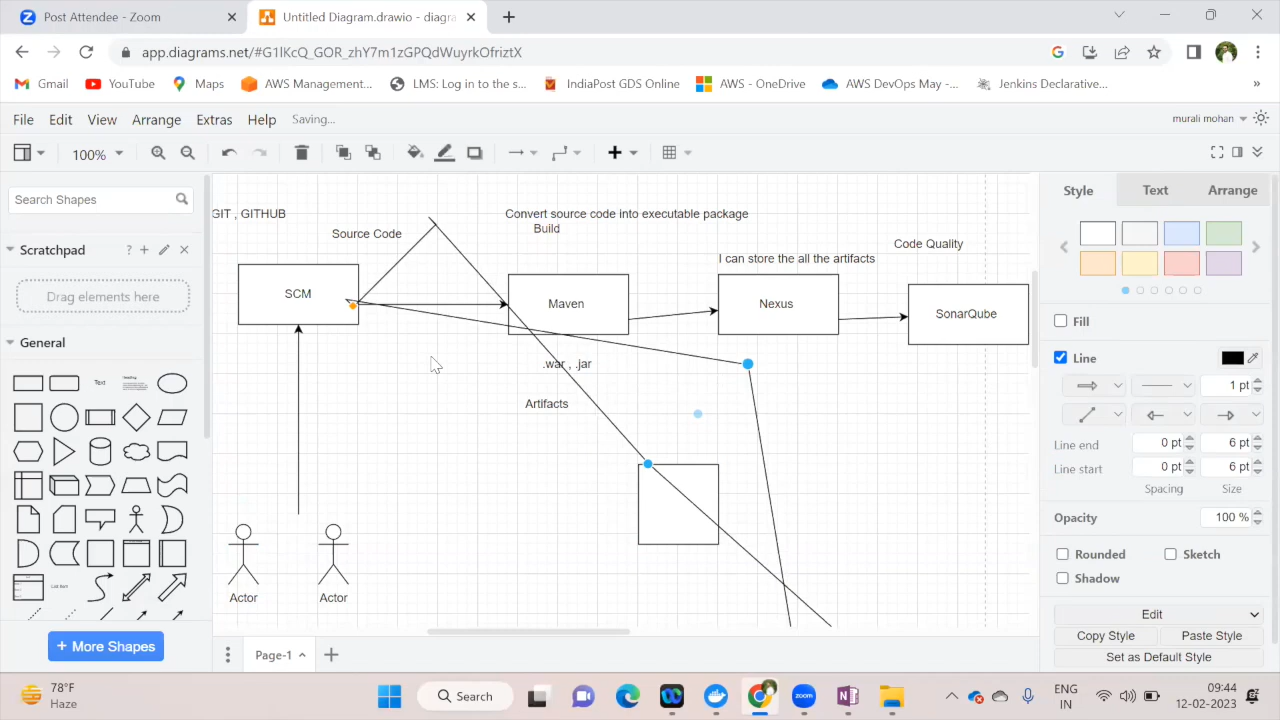 Post Attendee - Zoom
Untitled Diagram.drawio - diagra
app.diagrams.net/#G1lKcQ_GOR_zhY7m1zGPQdWuyrkOfriztX
Gmail
YouTube
Maps
AWS Management...
LMS: Log in to the s...
IndiaPost GDS Online
AWS - OneDrive
AWS DevOps May -...
Jenkins Declarative...
»
File
Edit
View
Arrange
Extras
Help
Saving...
murali mohan
100%
Search Shapes
Scratchpad
?
Drag elements here
General
Text
Heading
List Item
+ More Shapes
GIT , GITHUB
Source Code
Convert source code into executable package
Build
I can store the all the artifacts
Code Quality
SCM
Maven
Nexus
SonarQube
.war , .jar
Artifacts
Actor
Actor
Page-1
Style
Text
Arrange
Fill
Line
1 pt
Line end
0 pt
6 pt
Line start
0 pt
6 pt
Spacing
Size
Opacity
100 %
Rounded
Sketch
Shadow
Edit
Copy Style
Paste Style
Set as Default Style
78°F
Haze
Search
ENG
IN
09:44
12-02-2023